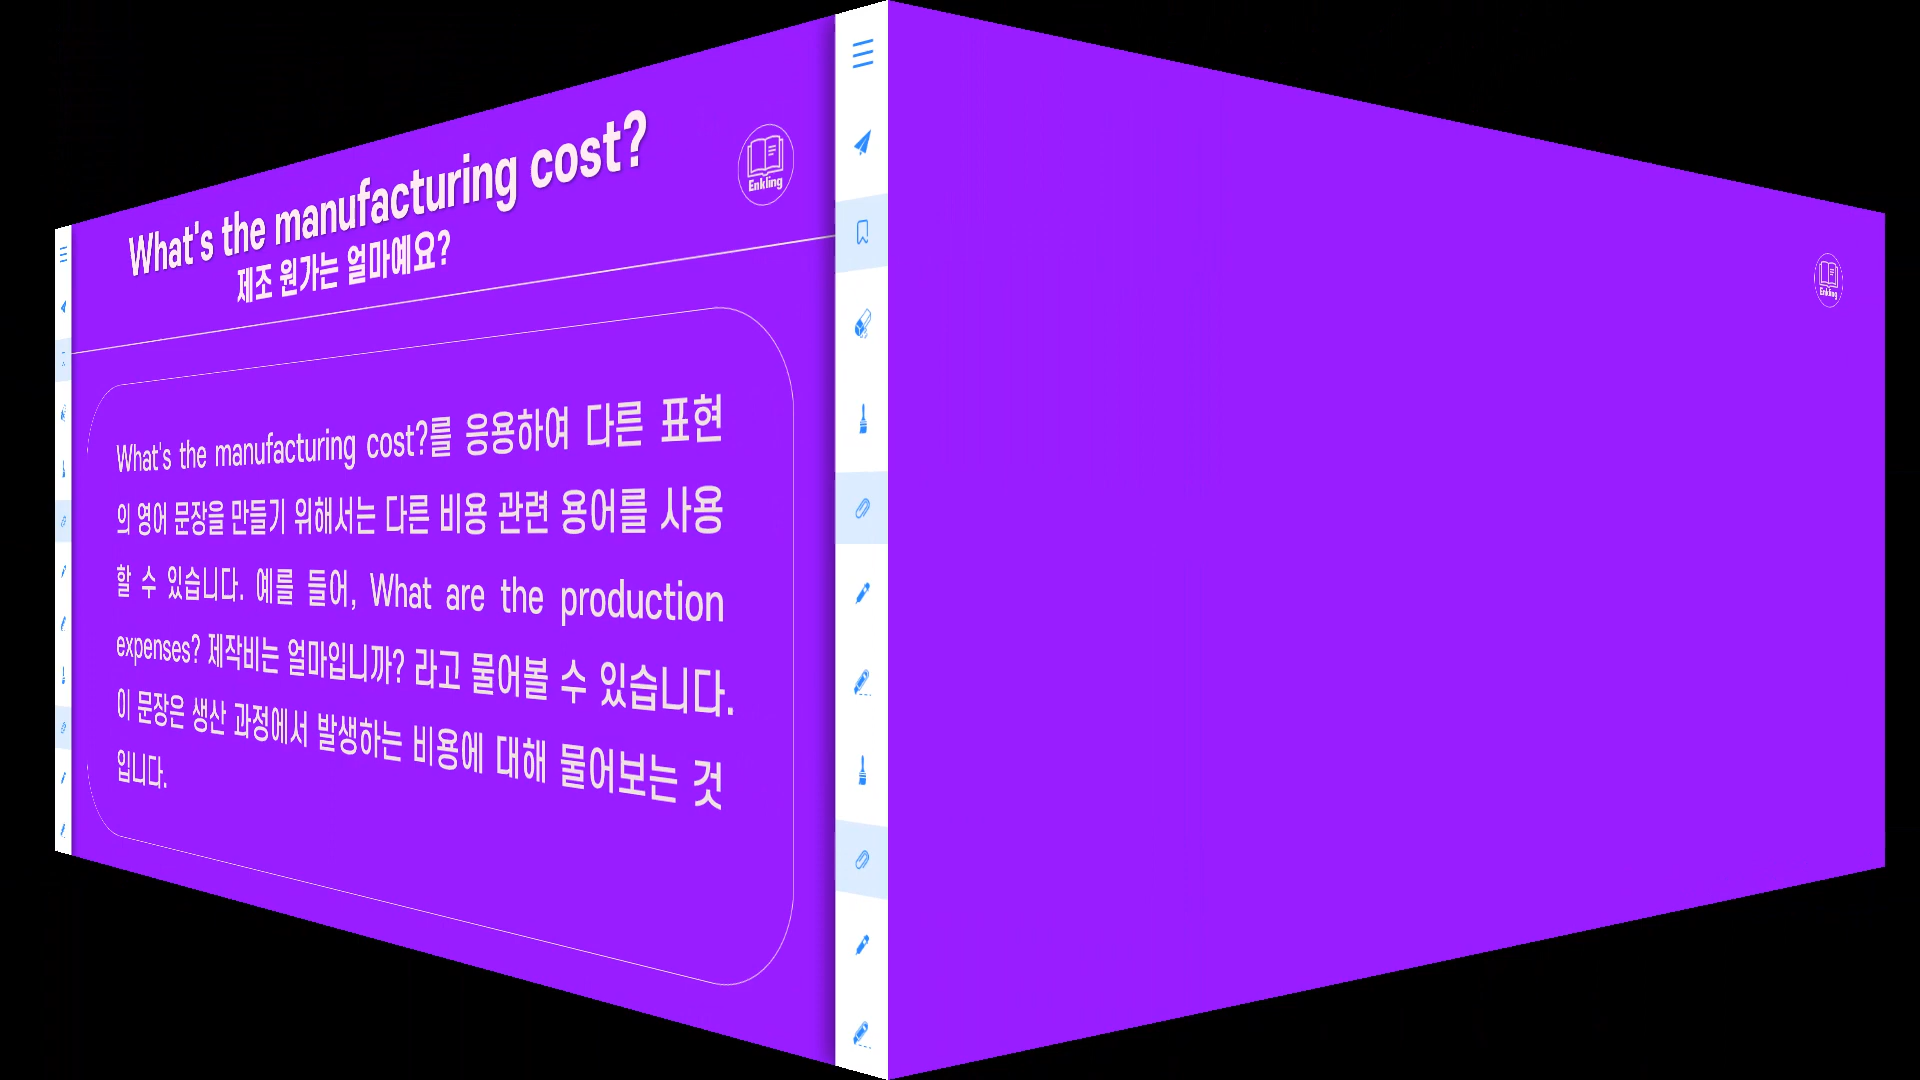 What's the manufacturing cost?
제조 원가는 얼마예요?
Enkling
What's the manufacturing cost?를 응용하여 다른 표현
의 영어 문장을 만들기 위해서는 다른 비용 관련 용어를 사용
할 수 있습니다. 예를 들어, What are the production
expenses? 제작비는 얼마입니까? 라고 물어볼 수 있습니다.
이 문장은 생산 과정에서 발생하는 비용에 대해 물어보는 것
입니다.
Enkling